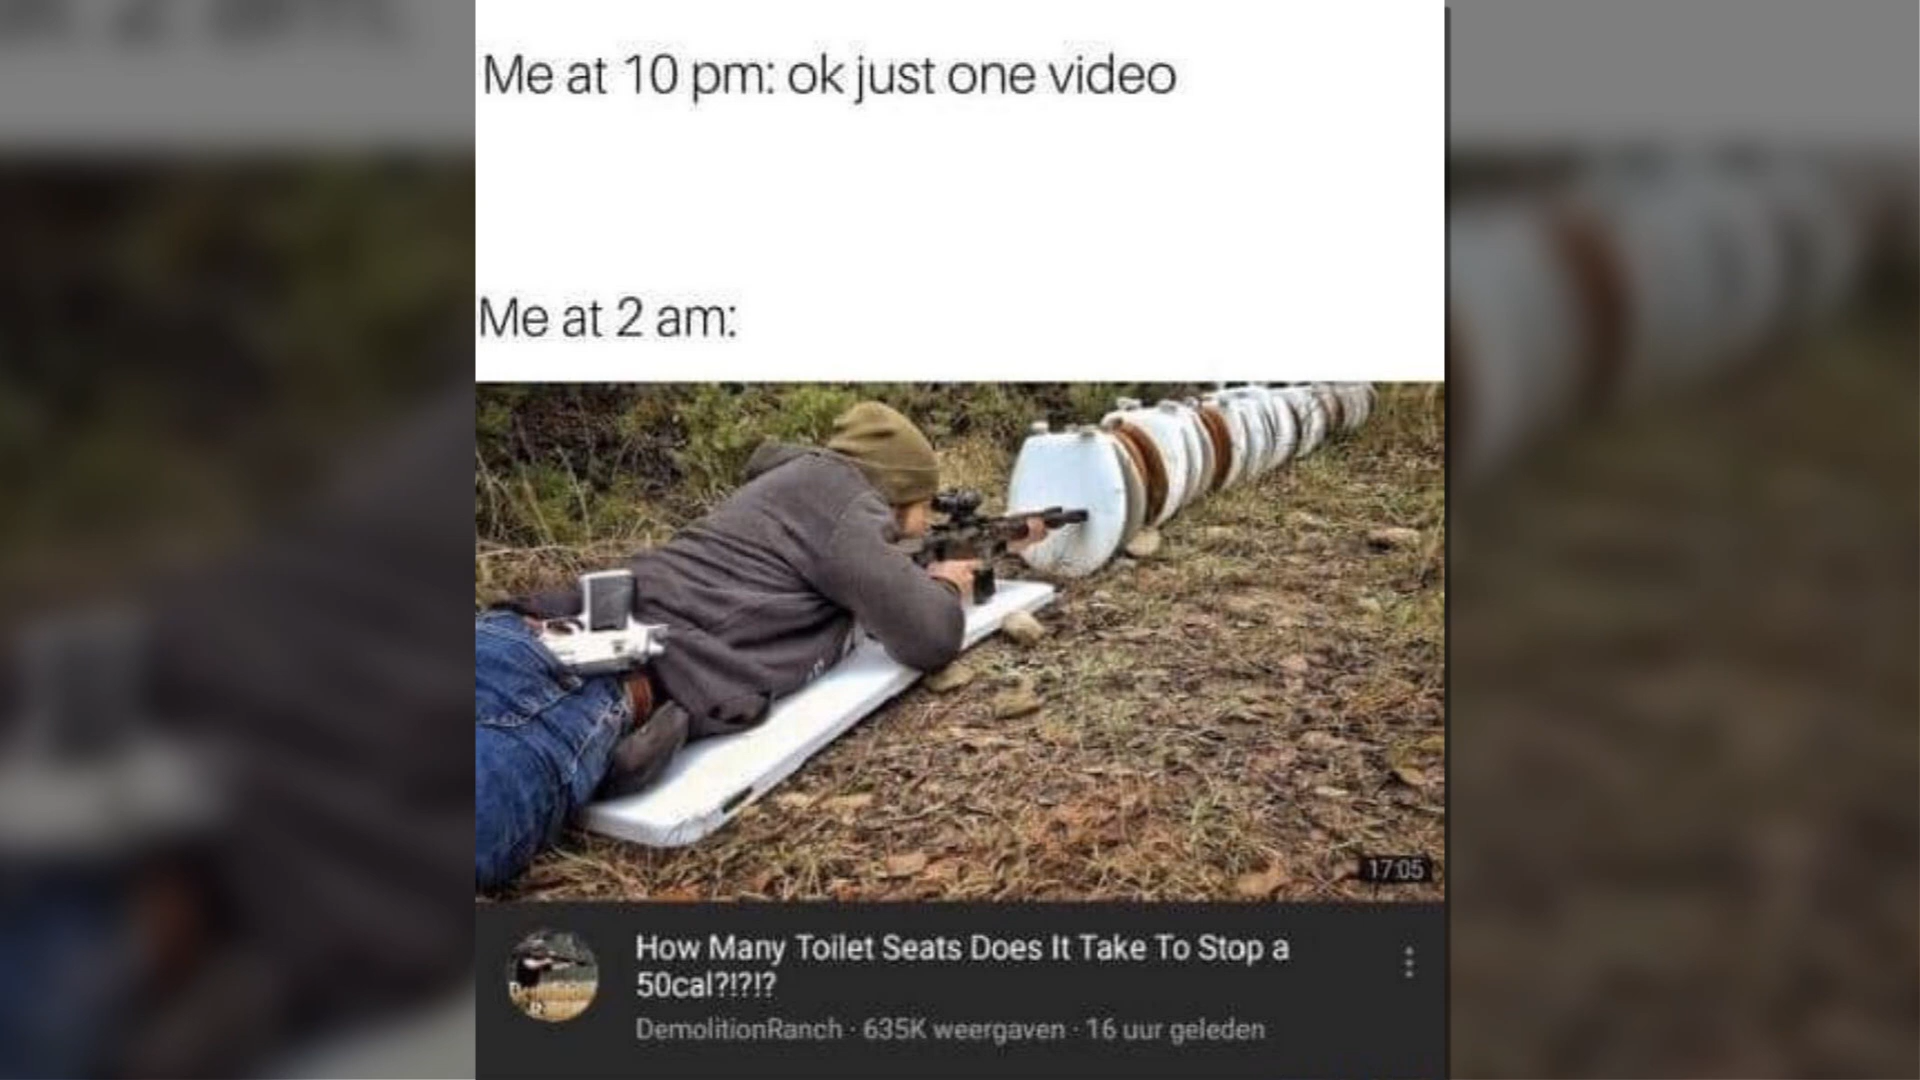 Me at 10 pm: ok just one video
Me at 2 am:
17:05
How Many Toilet Seats Does It Take To Stop a
50cal?!?!?
DemolitionRanch · 635K weergaven · 16 uur geleden